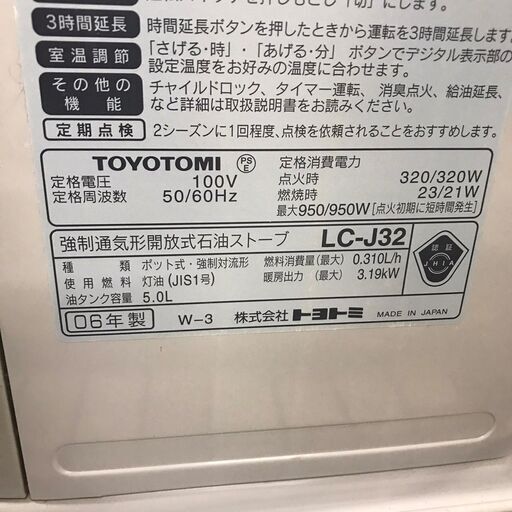 3時間延長 時間延長ボタンを押したときから運転を3時間延長します
室温調節 「さげる・時」・「あげる・分」ボタンでデジタル表示部の
設定温度をお好みの温度に合わせます。
その他の機能 チャイルドロック、タイマー運転、消臭点火、給油延長、
など詳細は取扱説明書をお読みください。
定期点検 2シーズンに1回程度、点検を依頼されることをおすすめします。
TOYOTOMI PSE
定格電圧 100V
定格周波数 50/60Hz
定格消費電力
点火時 320/320W
燃焼時 23/21W
最大950/950W [点火初期に短時間発生]
強制通気形開放式石油ストーブ LC-J32
種類 ポット式・強制対流形
使用燃料 灯油(JIS1号)
油タンク容量 5.0L
燃料消費量(最大) 0.310L/h
暖房出力(最大) 3.19kW
認証
JHIA
06年製 W-3 株式会社トヨトミ MADE IN JAPAN